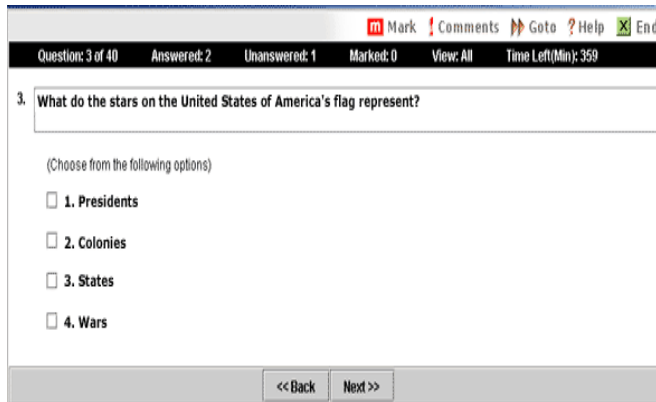 m Mark ! Comments Goto ? Help X End
Question: 3 of 40 Answered: 2 Unanswered: 1 Marked: 0 View: All Time Left(Min): 359
3. What do the stars on the United States of America's flag represent?
(Choose from the following options)
1. Presidents
2. Colonies
3. States
4. Wars
<< Back Next >>